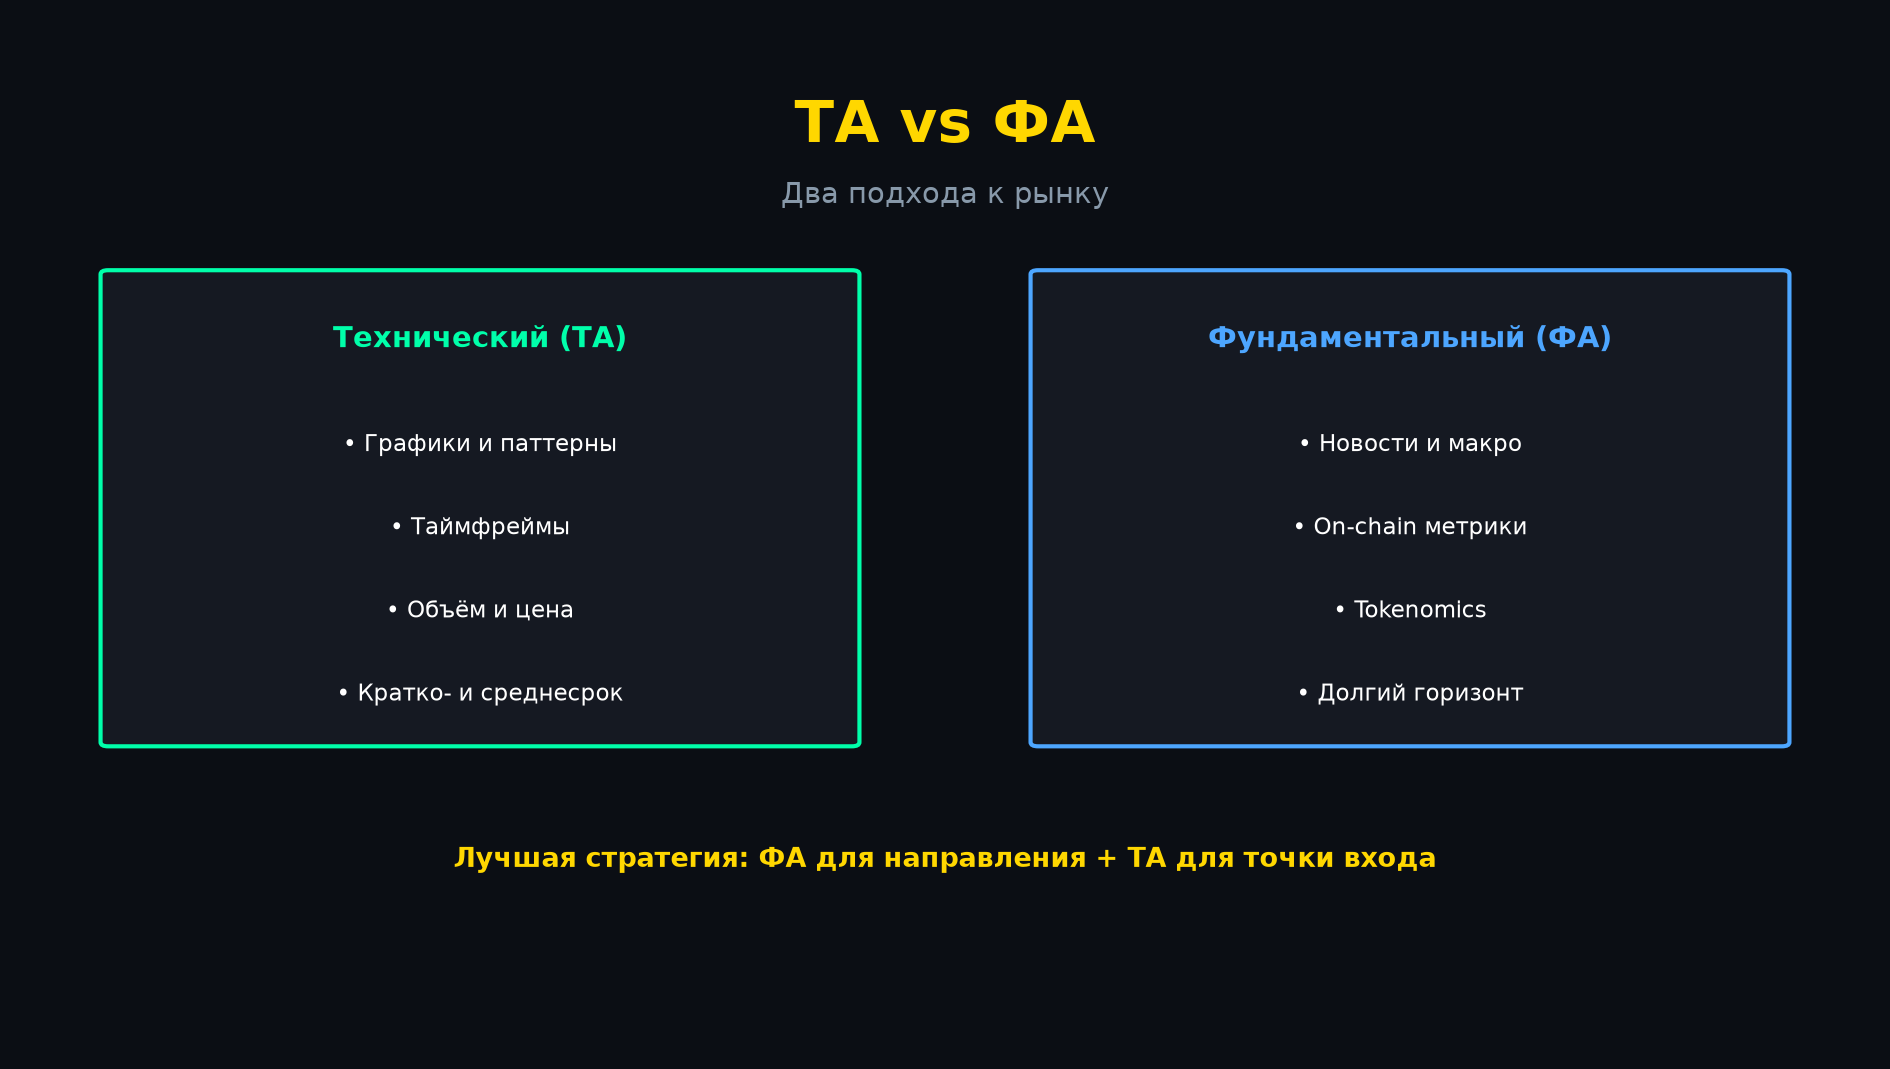 ТА vs ФА
Два подхода к рынку
Технический (ТА)
• Графики и паттерны
• Таймфреймы
• Объём и цена
• Кратко- и среднесрок
Фундаментальный (ФА)
• Новости и макро
• On-chain метрики
• Tokenomics
• Долгий горизонт
Лучшая стратегия: ФА для направления + ТА для точки входа